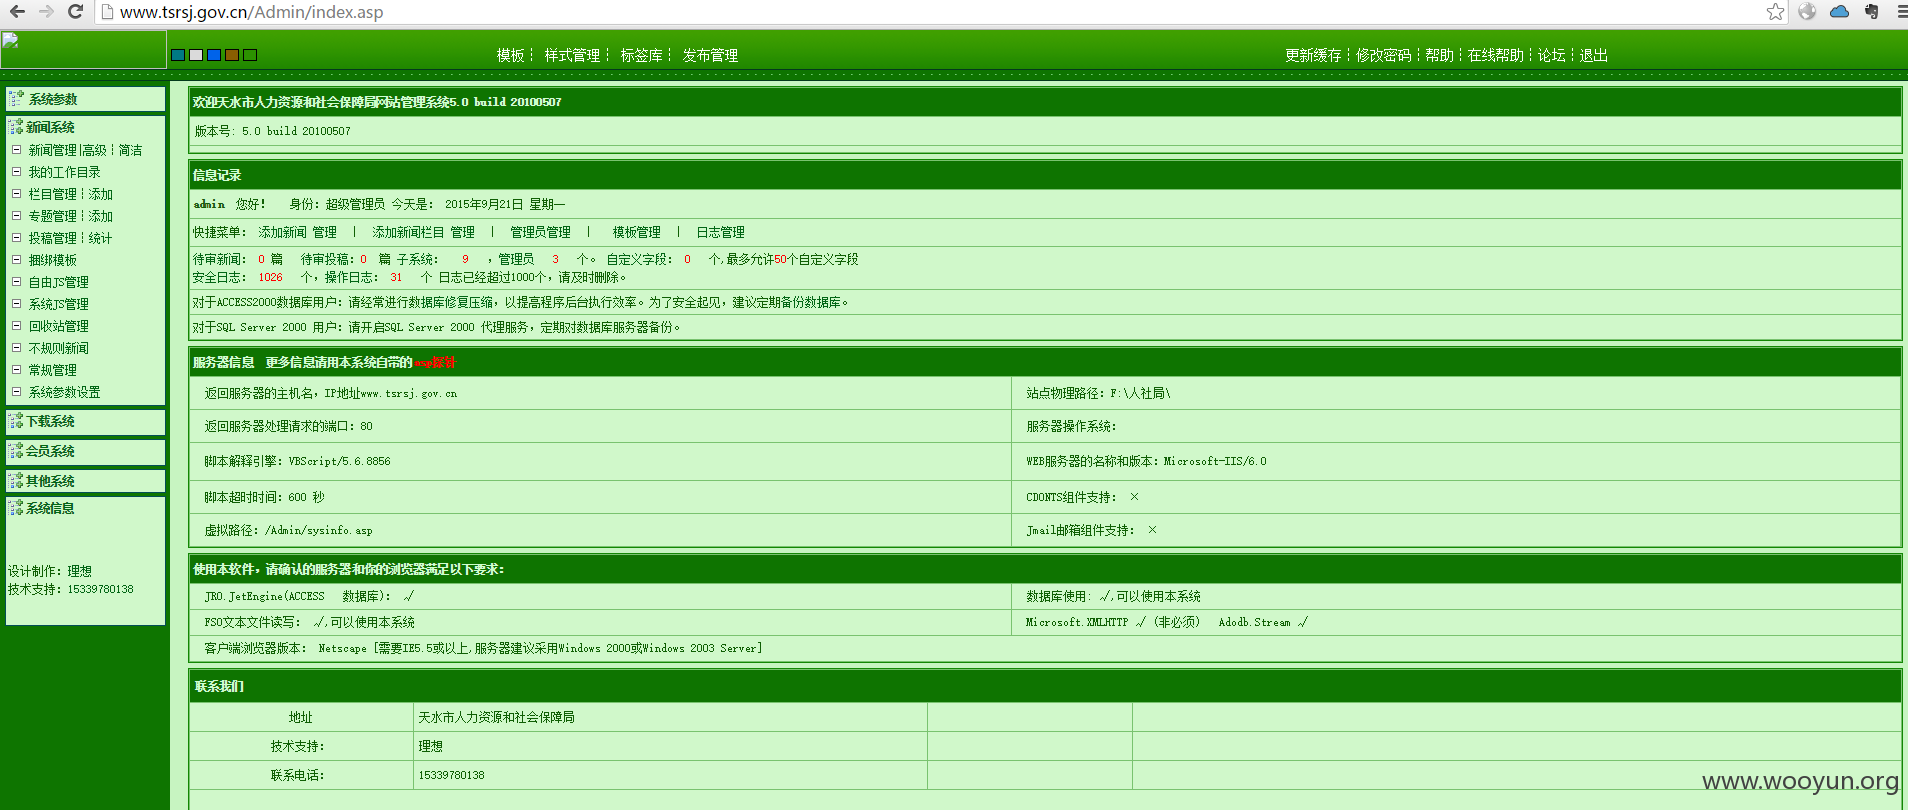 www.tsrsj.gov.cn/Admin/index.asp
模板┆ 样式管理┆ 标签库┆ 发布管理
更新缓存┆修改密码┆帮助┆在线帮助┆论坛┆退出
系统参数
新闻系统
新闻管理|高级┆简洁
我的工作目录
栏目管理┆添加
专题管理┆添加
投稿管理┆统计
捆绑模板
自由JS管理
系统JS管理
回收站管理
不规则新闻
常规管理
系统参数设置
下载系统
会员系统
其他系统
系统信息
设计制作: 理想
技术支持: 15339780138
欢迎天水市人力资源和社会保障局网站管理系统5.0 build 20100507
版本号: 5.0 build 20100507
信息记录
admin 您好! 身份: 超级管理员 今天是: 2015年9月21日 星期一
快捷菜单: 添加新闻 管理 | 添加新闻栏目 管理 | 管理员管理 | 模板管理 | 日志管理
待审新闻: 0 篇 待审投稿: 0 篇 子系统: 9 , 管理员 3 个。 自定义字段: 0 个,最多允许50个自定义字段
安全日志: 1026 个, 操作日志: 31 个 日志已经超过1000个, 请及时删除。
对于ACCESS2000数据库用户: 请经常进行数据库修复压缩, 以提高程序后台执行效率。为了安全起见, 建议定期备份数据库。
对于SQL Server 2000 用户: 请开启SQL Server 2000 代理服务, 定期对数据库服务器备份。
服务器信息 更多信息请用本系统自带的asp探针
返回服务器的主机名, IP地址www.tsrsj.gov.cn
站点物理路径: F:\人社局\
返回服务器处理请求的端口: 80
服务器操作系统:
脚本解释引擎: VBScript/5.6.8856
WEB服务器的名称和版本: Microsoft-IIS/6.0
脚本超时时间: 600 秒
CDONTS组件支持: ×
虚拟路径: /Admin/sysinfo.asp
Jmail邮箱组件支持: ×
使用本软件, 请确认的服务器和你的浏览器满足以下要求:
JRO.JetEngine(ACCESS 数据库): √
数据库使用: √,可以使用本系统
FSO文本文件读写: √,可以使用本系统
Microsoft.XMLHTTP √ (非必须) Adodb.Stream √
客户端浏览器版本: Netscape [需要IE5.5或以上,服务器建议采用Windows 2000或Windows 2003 Server]
联系我们
地址 天水市人力资源和社会保障局
技术支持: 理想
联系电话: 15339780138
www.wooyun.org